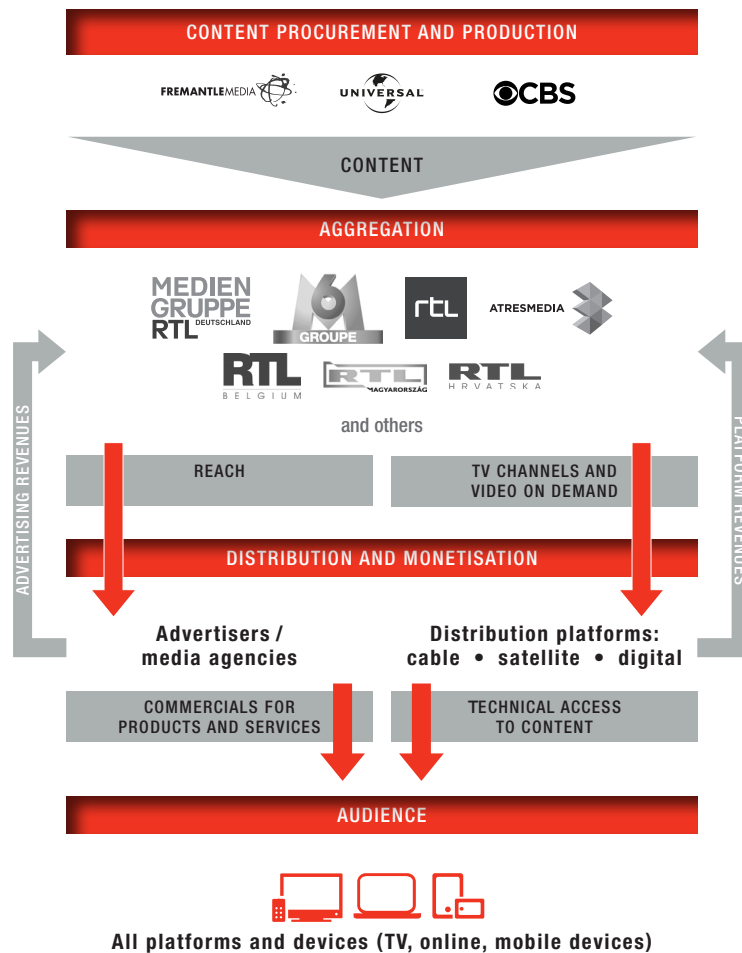 CONTENT PROCUREMENT AND PRODUCTION
FREMANTLEMEDIA
UNIVERSAL
CBS
CONTENT
AGGREGATION
MEDIEN
GRUPPE
RTL DEUTSCHLAND
M6
GROUPE
rtl
ATRESMEDIA
RTL
BELGIUM
RTL
MAGYARORSZÁG
RTL
HRVATSKA
and others
ADVERTISING REVENUES
PLATFORM REVENUES
REACH
TV CHANNELS AND
VIDEO ON DEMAND
DISTRIBUTION AND MONETISATION
Advertisers /
media agencies
Distribution platforms:
cable • satellite • digital
COMMERCIALS FOR
PRODUCTS AND SERVICES
TECHNICAL ACCESS
TO CONTENT
AUDIENCE
All platforms and devices (TV, online, mobile devices)